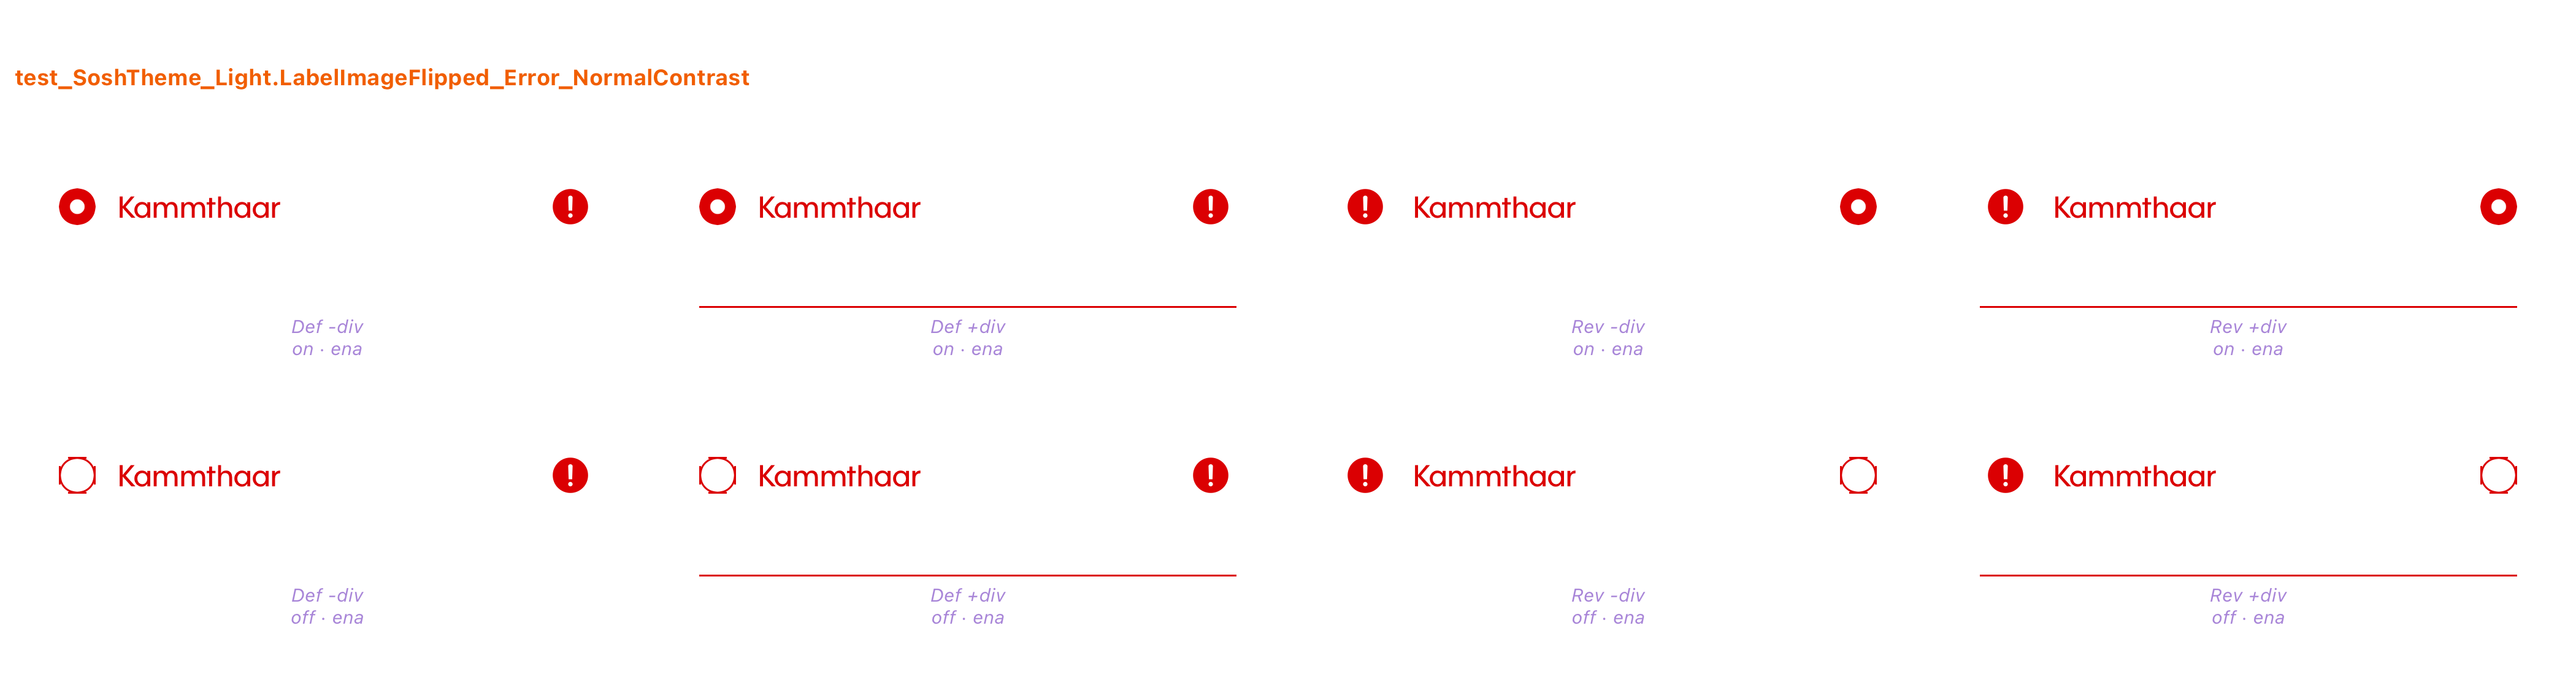 test_SoshTheme_Light.LabelImageFlipped_Error_NormalContrast
Kammthaar
Kammthaar
Kammthaar
Kammthaar
Def -div
on · ena
Def +div
on · ena
Rev -div
on · ena
Rev +div
on · ena
Kammthaar
Kammthaar
Kammthaar
Kammthaar
Def -div
off · ena
Def +div
off · ena
Rev -div
off · ena
Rev +div
off · ena